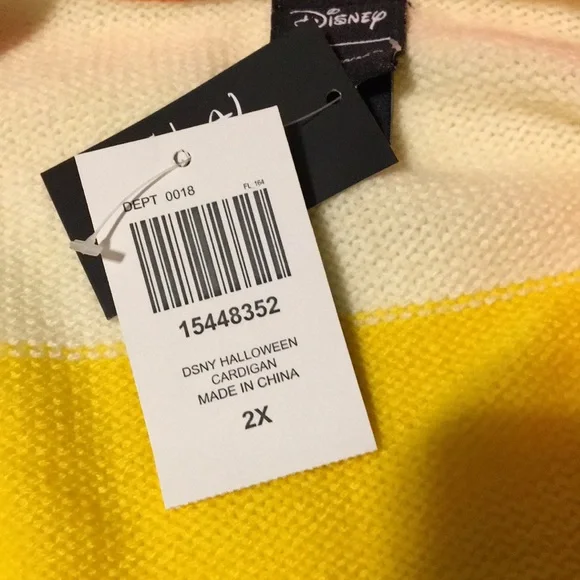 Disney
DEPT 0018
FL. 164
15448352
DSNY HALLOWEEN
CARDIGAN
MADE IN CHINA
2X